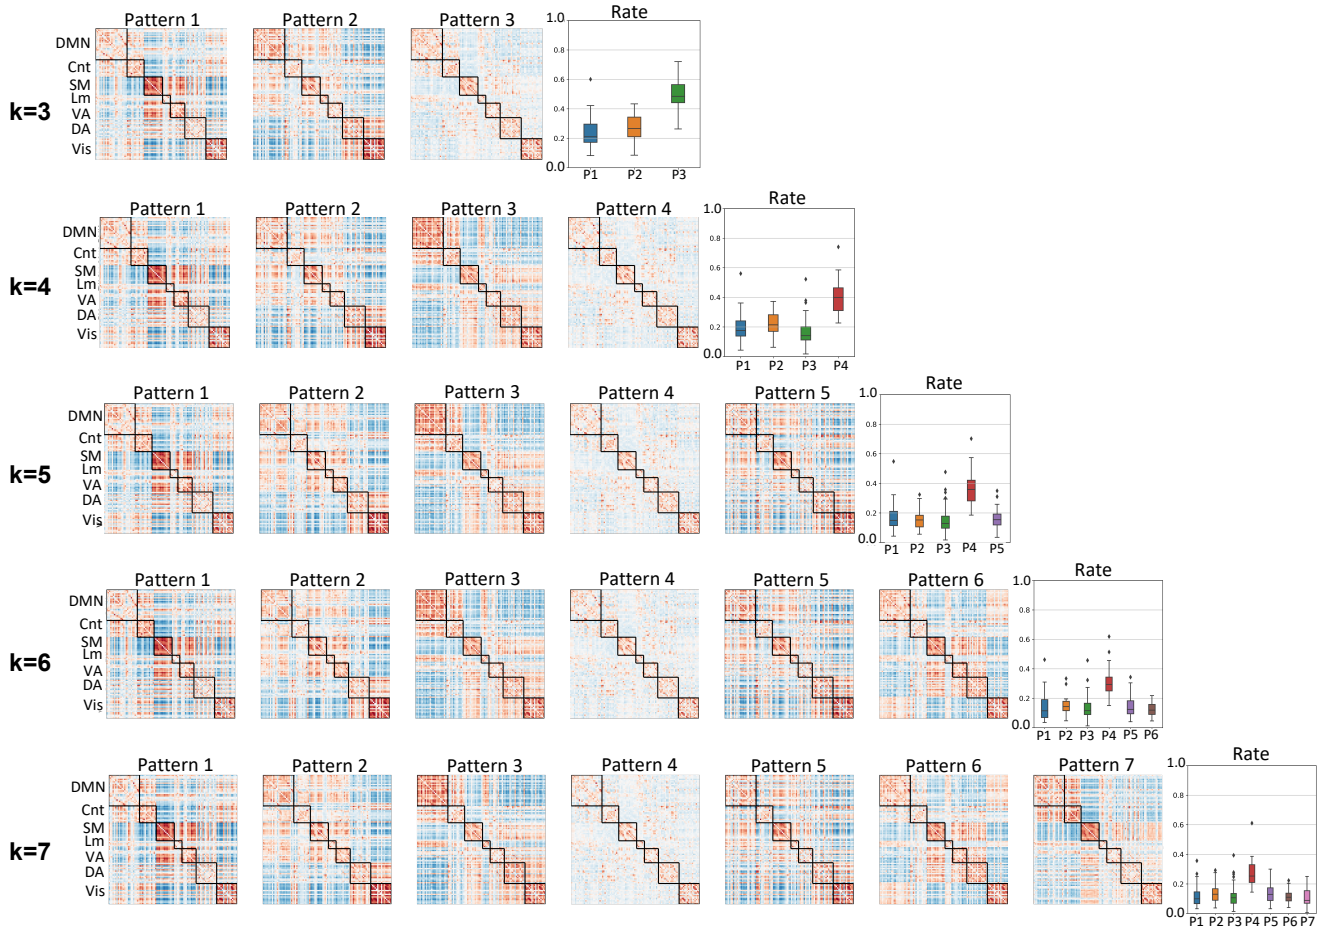 Pattern 1 Pattern 2 Pattern 3 Rate
k=3
DMN
Cnt
SM
Lm
VA
DA
Vis
1.0
0.8
0.6
0.4
0.2
0.0
P1 P2 P3
Pattern 1 Pattern 2 Pattern 3 Pattern 4 Rate
k=4
DMN
Cnt
SM
Lm
VA
DA
Vis
1.0
0.8
0.6
0.4
0.2
0.0
P1 P2 P3 P4
Pattern 1 Pattern 2 Pattern 3 Pattern 4 Pattern 5 Rate
k=5
DMN
Cnt
SM
Lm
VA
DA
Vis
1.0
0.8
0.6
0.4
0.2
0.0
P1 P2 P3 P4 P5
Pattern 1 Pattern 2 Pattern 3 Pattern 4 Pattern 5 Pattern 6 Rate
k=6
DMN
Cnt
SM
Lm
VA
DA
Vis
1.0
0.8
0.6
0.4
0.2
0.0
P1 P2 P3 P4 P5 P6
Pattern 1 Pattern 2 Pattern 3 Pattern 4 Pattern 5 Pattern 6 Pattern 7 Rate
k=7
DMN
Cnt
SM
Lm
VA
DA
Vis
1.0
0.8
0.6
0.4
0.2
0.0
P1 P2 P3 P4 P5 P6 P7